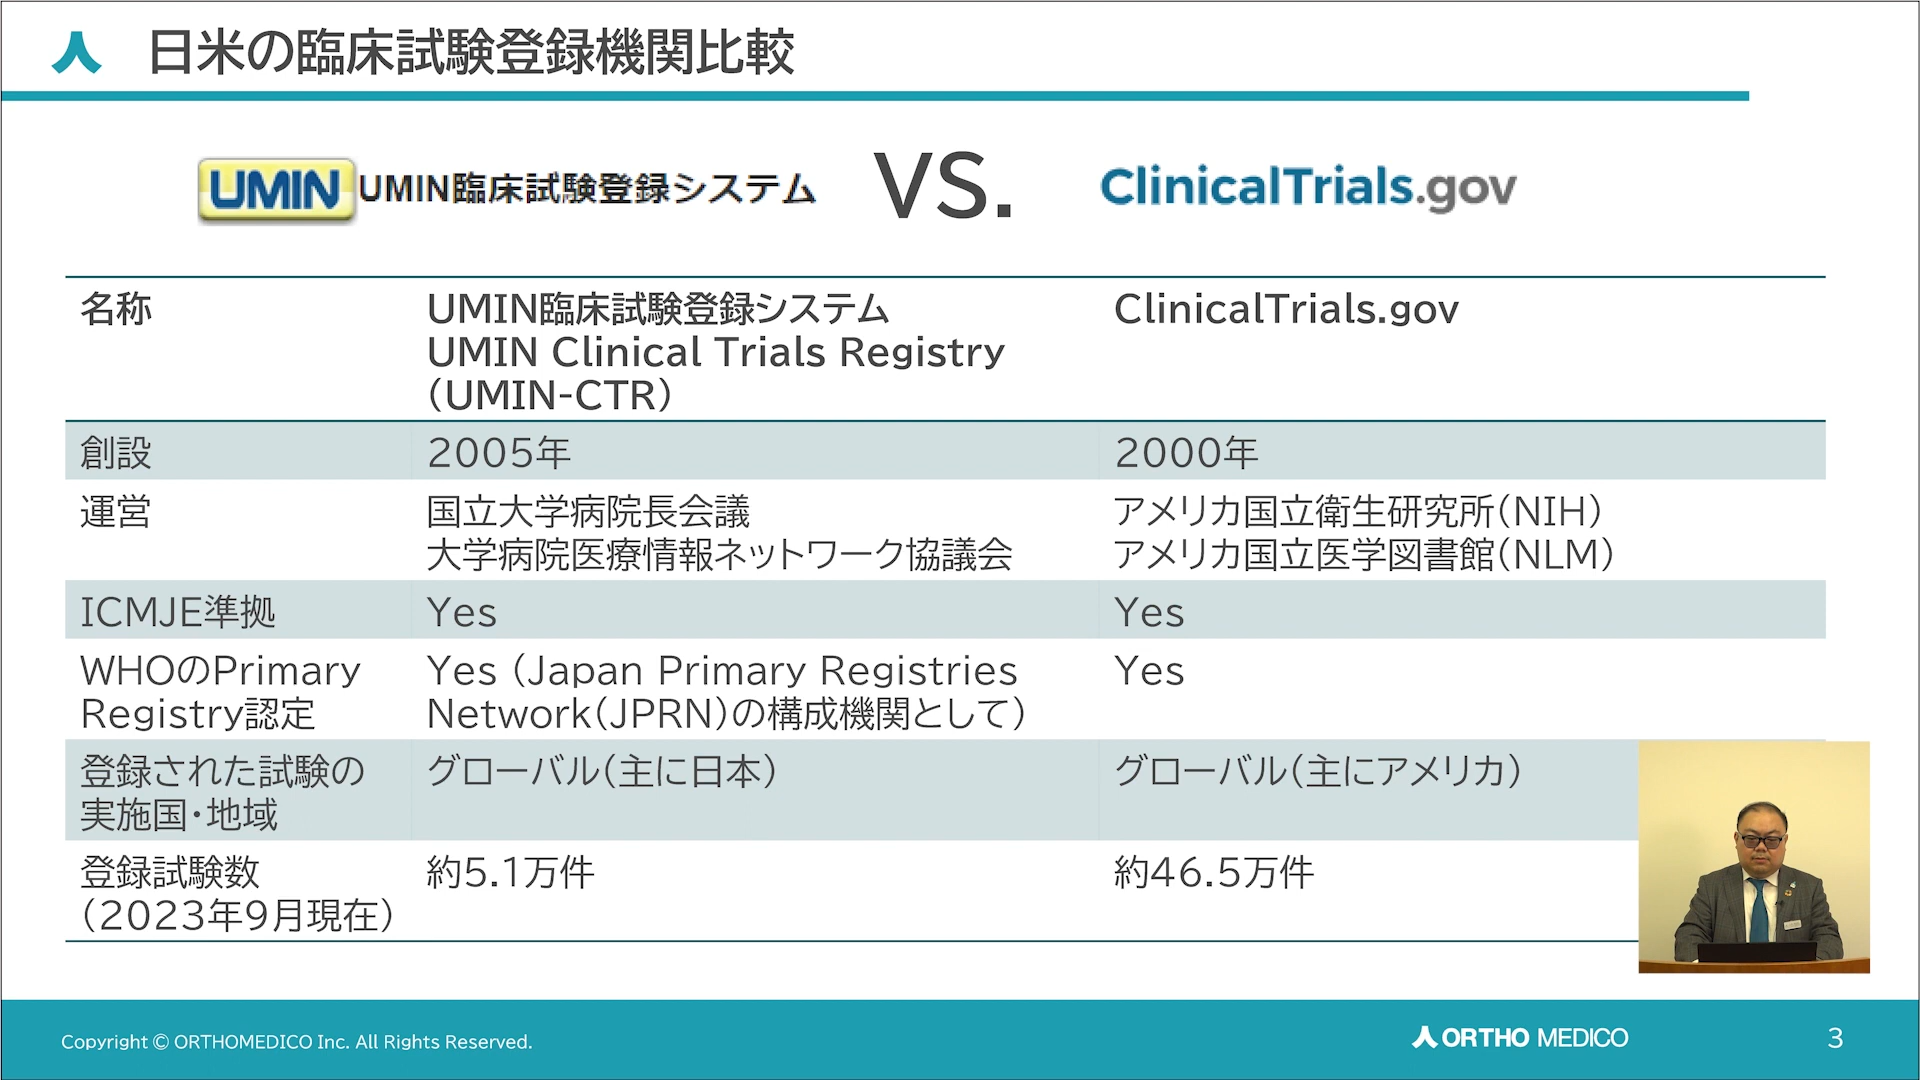 日米の臨床試験登録機関比較
UMIN UMIN臨床試験登録システム VS. ClinicalTrials.gov
名称 UMIN臨床試験登録システム ClinicalTrials.gov
UMIN Clinical Trials Registry
(UMIN-CTR)
創設 2005年 2000年
運営 国立大学病院長会議 アメリカ国立衛生研究所(NIH)
大学病院医療情報ネットワーク協議会 アメリカ国立医学図書館(NLM)
ICMJE準拠 Yes Yes
WHOのPrimary Yes (Japan Primary Registries Yes
Registry認定 Network(JPRN)の構成機関として)
登録された試験の グローバル(主に日本) グローバル(主にアメリカ)
実施国・地域
登録試験数 約5.1万件 約46.5万件
(2023年9月現在)
Copyright © ORTHOMEDICO Inc. All Rights Reserved. ORTHO MEDICO 3